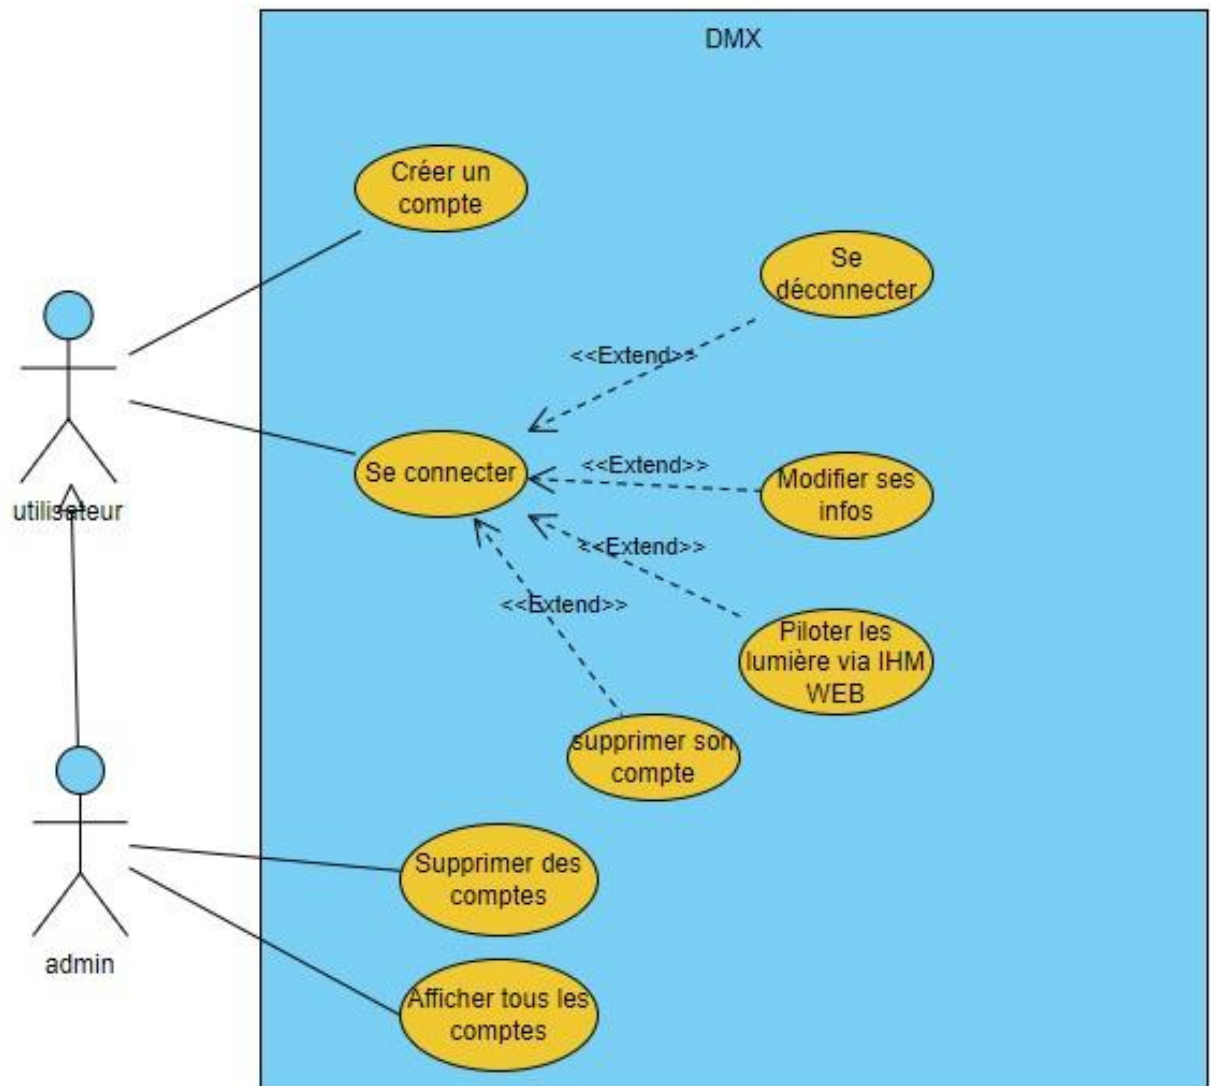 DMX
Créer un
compte
Se
déconnecter
<<Extend>>
Se connecter
<<Extend>>
Modifier ses
infos
utilisateur
<<Extend>>
<<Extend>>
Piloter les
lumière via IHM
WEB
supprimer son
compte
Supprimer des
comptes
admin
Afficher tous les
comptes